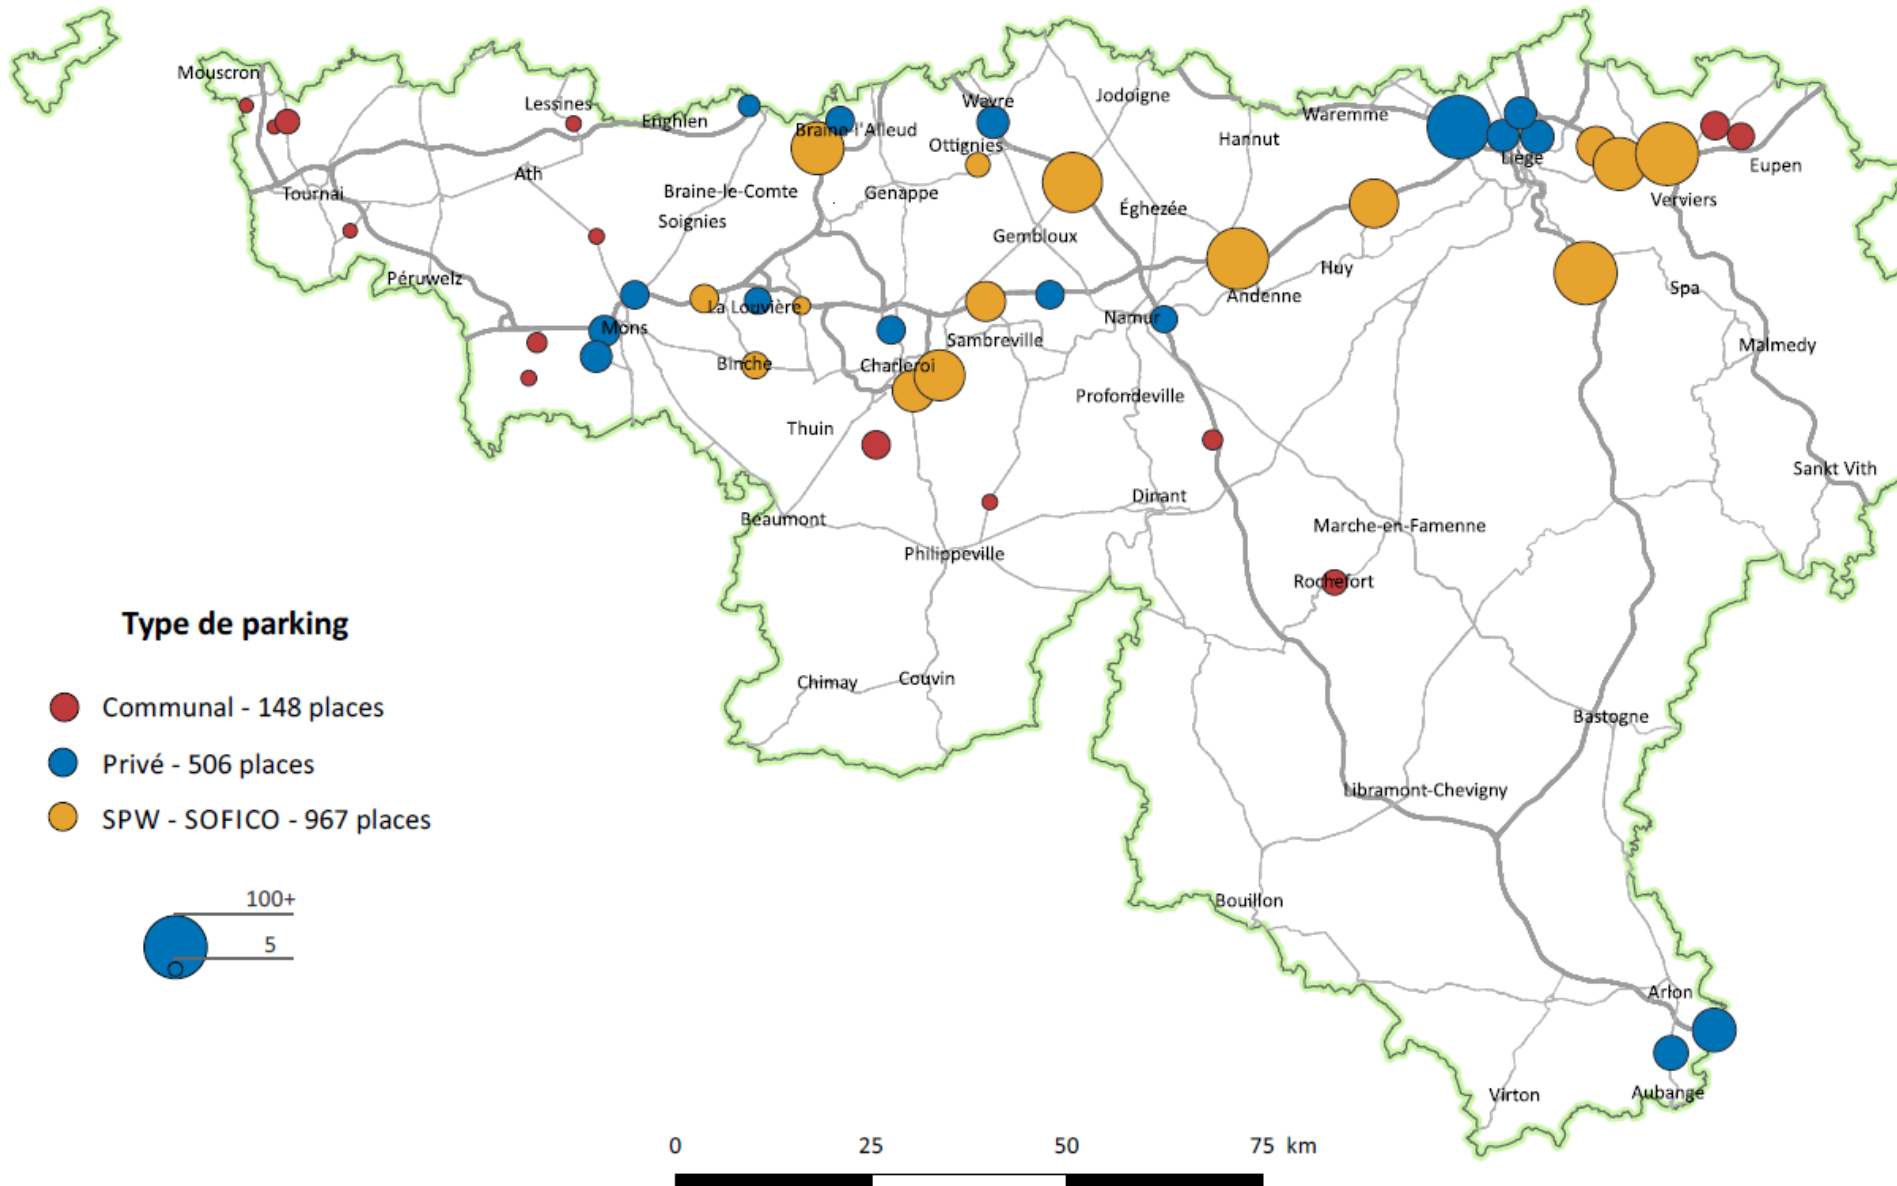 Mouscron
Lessines
Enghien
Braine-l'Alleud
Wavre
Jodoigne
Ottignies
Hannut
Waremme
Liège
Eupen
Tournai
Ath
Braine-le-Comte
Soignies
Genappe
Éghezée
Gembloux
Verviers
Péruwelz
Huy
Andenne
Spa
La Louvière
Mons
Namur
Sambreville
Malmedy
Binche
Charleroi
Profondeville
Thuin
Sankt Vith
Beaumont
Dinant
Marche-en-Famenne
Philippeville
Rochefort
Chimay
Couvin
Bastogne
Libramont-Chevigny
Bouillon
Arlon
Virton
Aubange
Type de parking
Communal - 148 places
Privé - 506 places
SPW - SOFICO - 967 places
100+
5
0 25 50 75 km